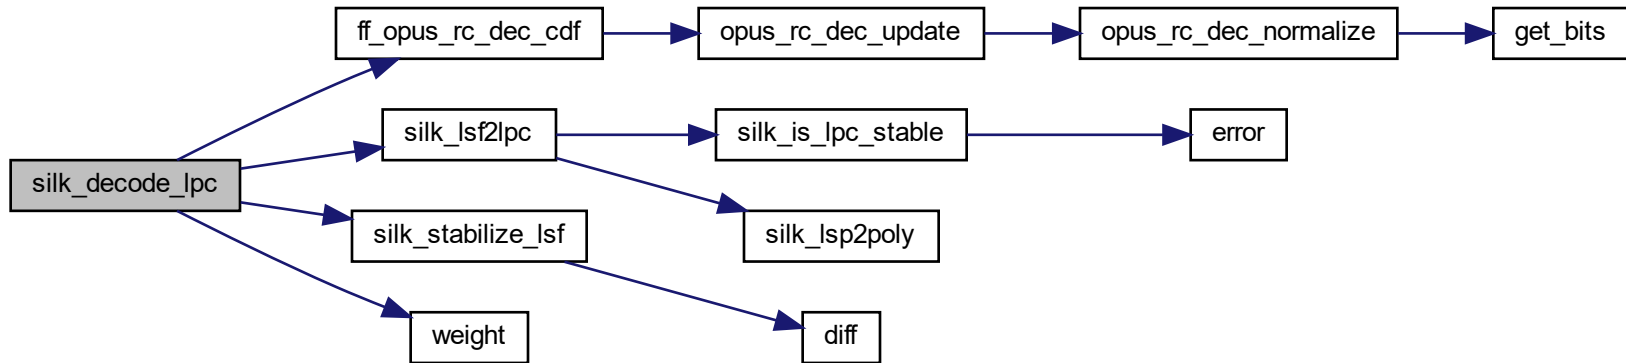 ff_opus_rc_dec_cdf
opus_rc_dec_update
opus_rc_dec_normalize
get_bits
silk_lsf2lpc
silk_is_lpc_stable
error
silk_decode_lpc
silk_stabilize_lsf
silk_lsp2poly
weight
diff